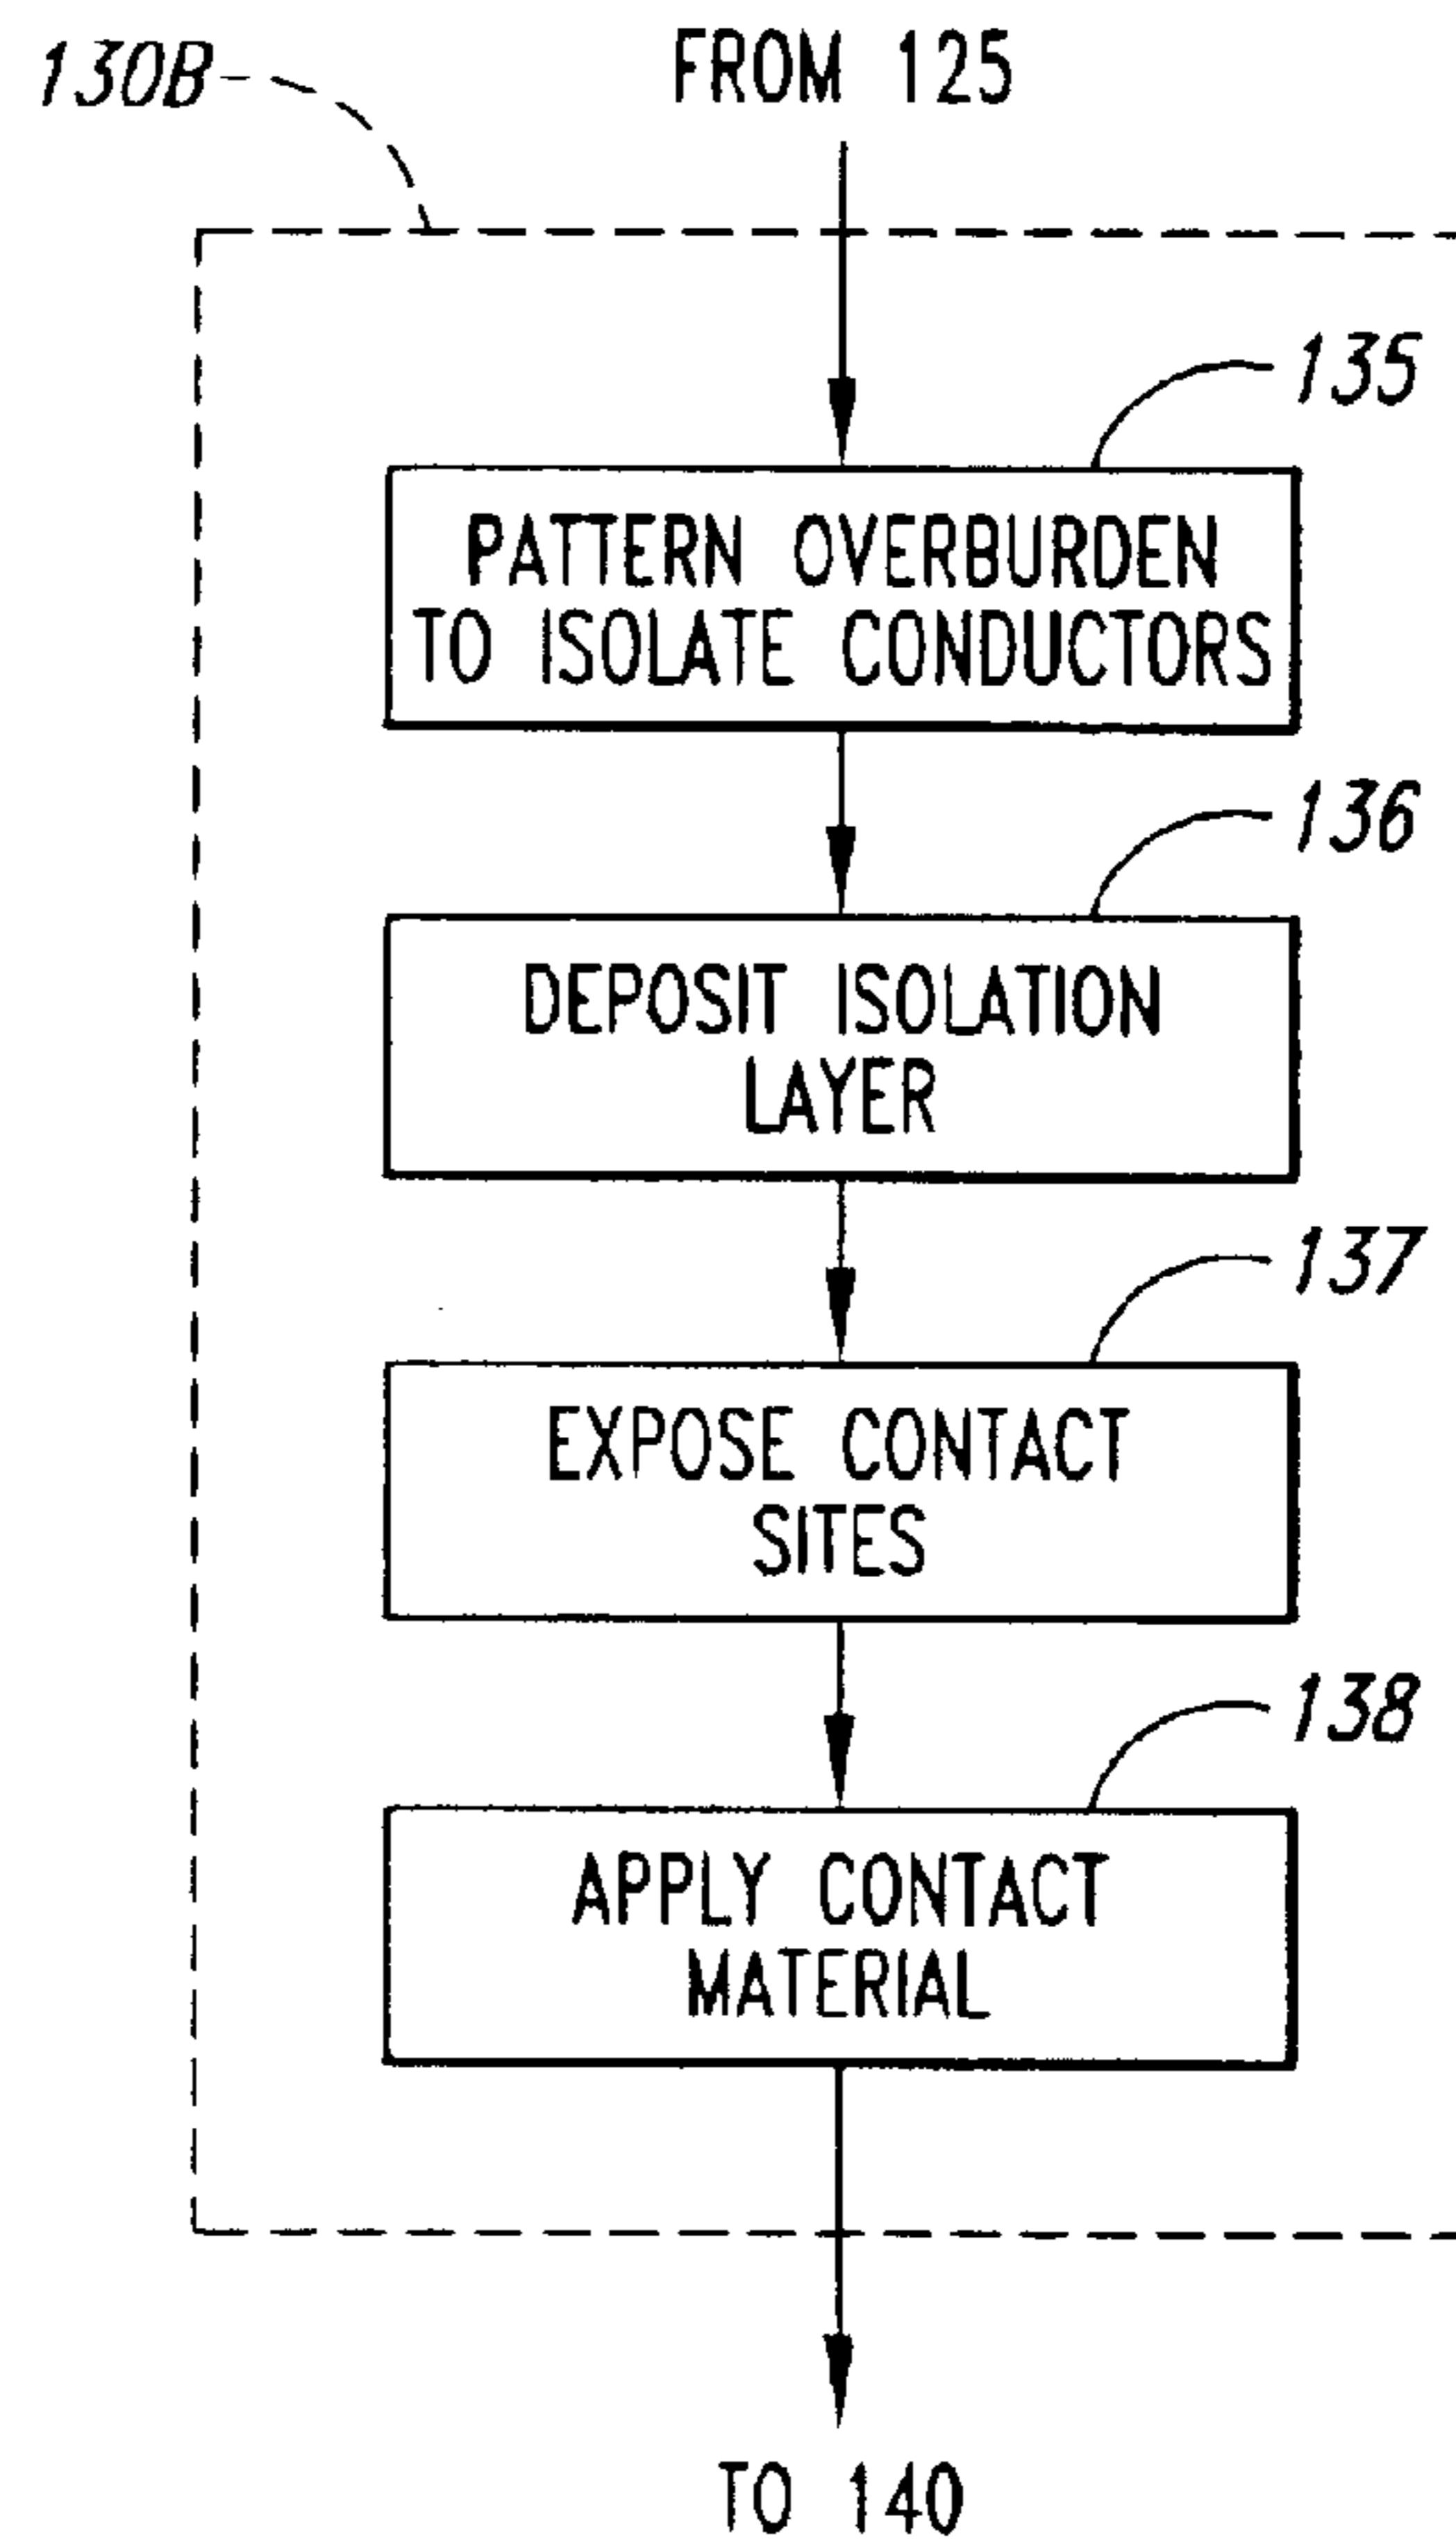 130B
FROM 125
135
PATTERN OVERBURDEN
TO ISOLATE CONDUCTORS
136
DEPOSIT ISOLATION
LAYER
137
EXPOSE CONTACT
SITES
138
APPLY CONTACT
MATERIAL
TO 140